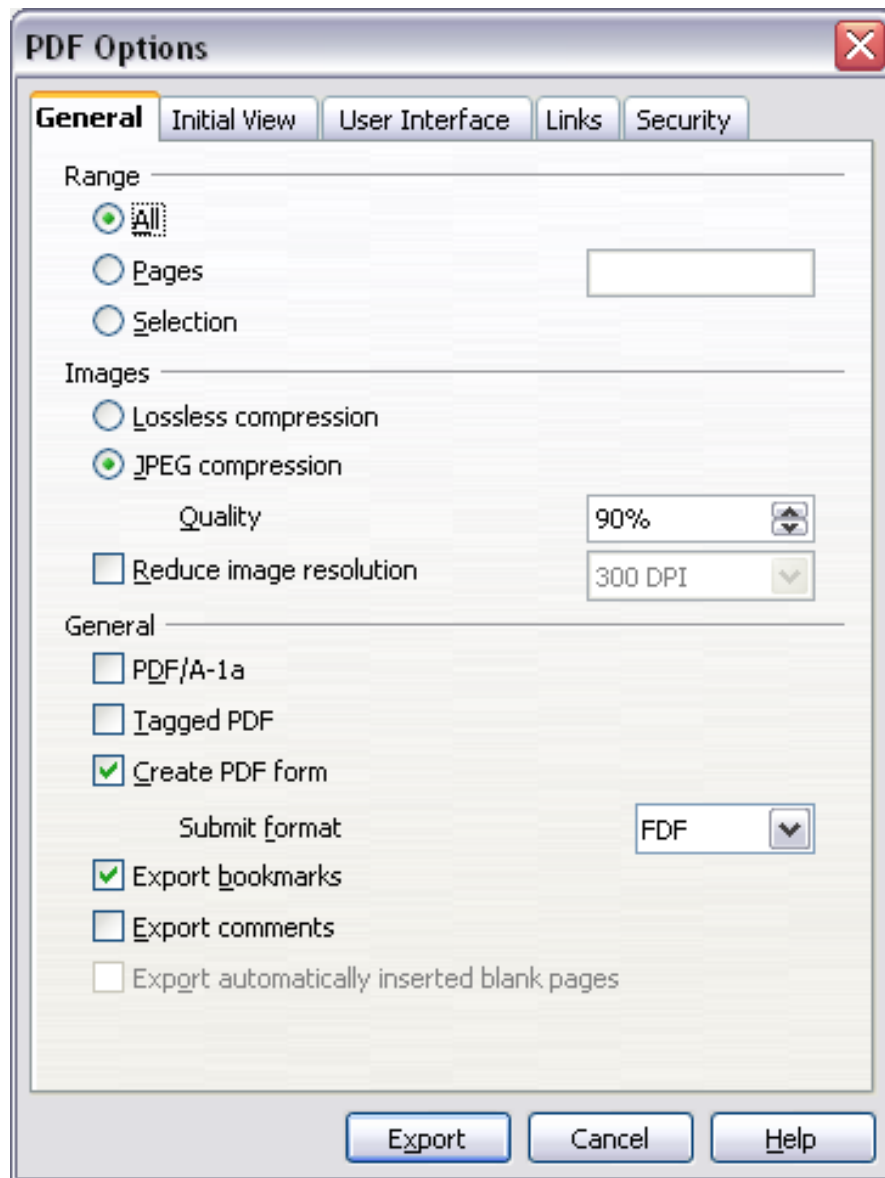 PDF Options
General Initial View User Interface Links Security
Range
All
Pages
Selection
Images
Lossless compression
JPEG compression
Quality 90%
Reduce image resolution 300 DPI
General
PDF/A-1a
Tagged PDF
Create PDF form
Submit format FDF
Export bookmarks
Export comments
Export automatically inserted blank pages
Export Cancel Help